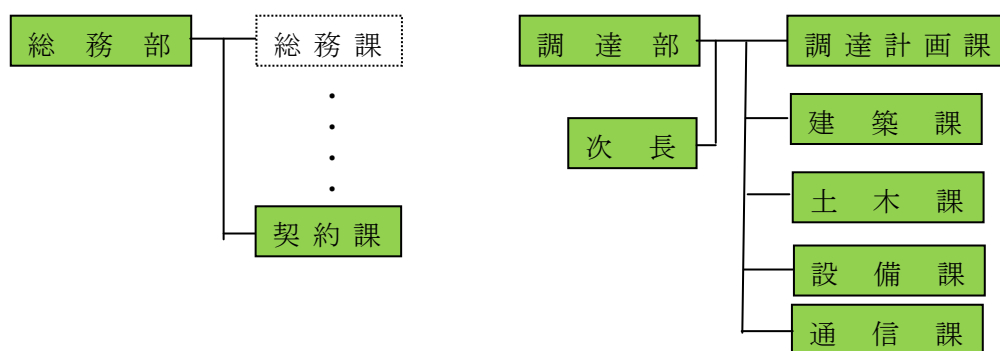 総務部
総務課
・
・
・
・
契約課
調達部
次長
調達計画課
建築課
土木課
設備課
通信課